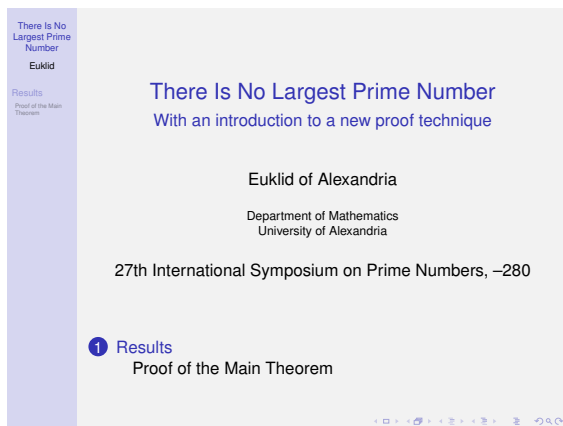 There Is No
Largest Prime
Number
Euklid
Results
Proof of the Main
Theorem
There Is No Largest Prime Number
With an introduction to a new proof technique
Euklid of Alexandria
Department of Mathematics
University of Alexandria
27th International Symposium on Prime Numbers, –280
1 Results
Proof of the Main Theorem